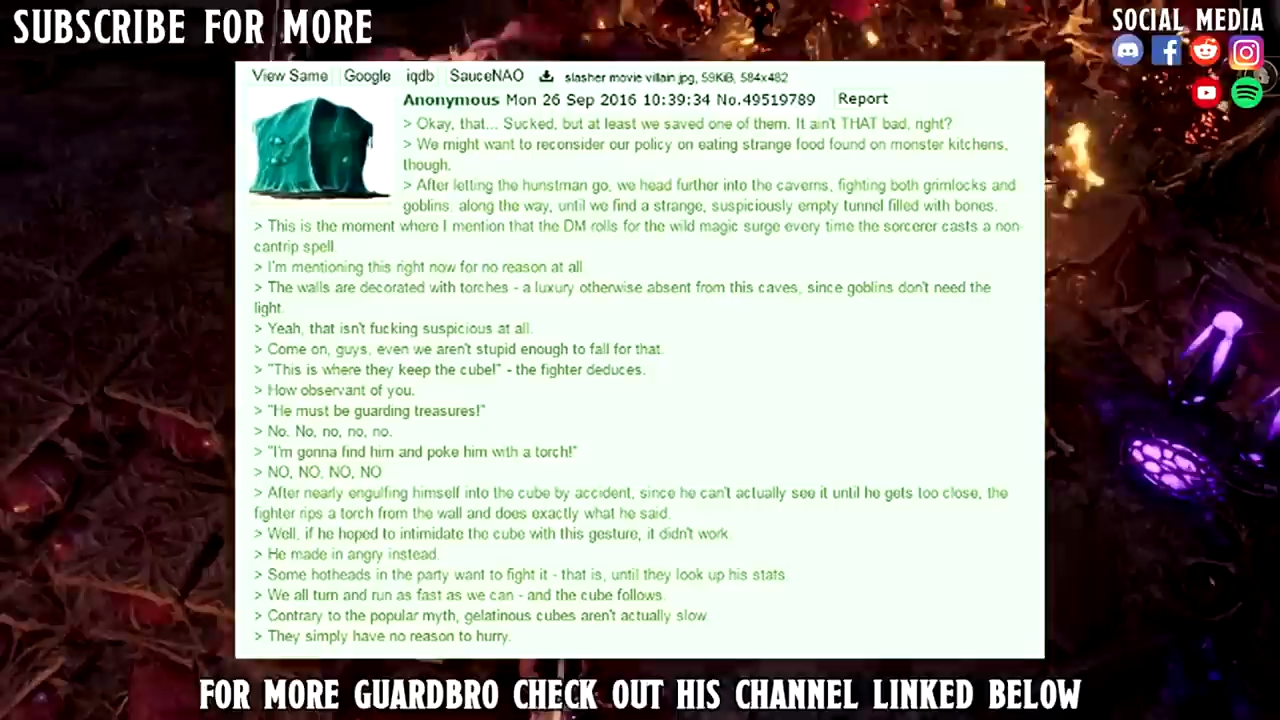 SUBSCRIBE FOR MORE
SOCIAL MEDIA
View Same Google iqdb SauceNAO slasher movie villain.jpg, 59KiB, 584x482
Anonymous Mon 26 Sep 2016 10:39:34 No.49519789 Report
> Okay, that... Sucked, but at least we saved one of them. It ain't THAT bad, right?
> We might want to reconsider our policy on eating strange food found on monster kitchens,
though.
> After letting the hunstman go, we head further into the caverns, fighting both grimlocks and
goblins, along the way, until we find a strange, suspiciously empty tunnel filled with bones.
> This is the moment where I mention that the DM rolls for the wild magic surge every time the sorcerer casts a non-
cantrip spell.
> I'm mentioning this right now for no reason at all.
> The walls are decorated with torches - a luxury otherwise absent from this caves, since goblins don't need the
light.
> Yeah, that isn't fucking suspicious at all.
> Come on, guys, even we aren't stupid enough to fall for that.
> "This is where they keep the cube!" - the fighter deduces.
> How observant of you.
> "He must be guarding treasures!"
> No. No, no, no, no.
> "I'm gonna find him and poke him with a torch!"
> NO, NO, NO, NO
> After nearly engulfing himself into the cube by accident, since he can't actually see it until he gets too close, the
fighter rips a torch from the wall and does exactly what he said.
> Well, if he hoped to intimidate the cube with this gesture, it didn't work.
> He made in angry instead.
> Some hotheads in the party want to fight it - that is, until they look up his stats.
> We all turn and run as fast as we can - and the cube follows.
> Contrary to the popular myth, gelatinous cubes aren't actually slow.
> They simply have no reason to hurry.
FOR MORE GUARDBRO CHECK OUT HIS CHANNEL LINKED BELOW